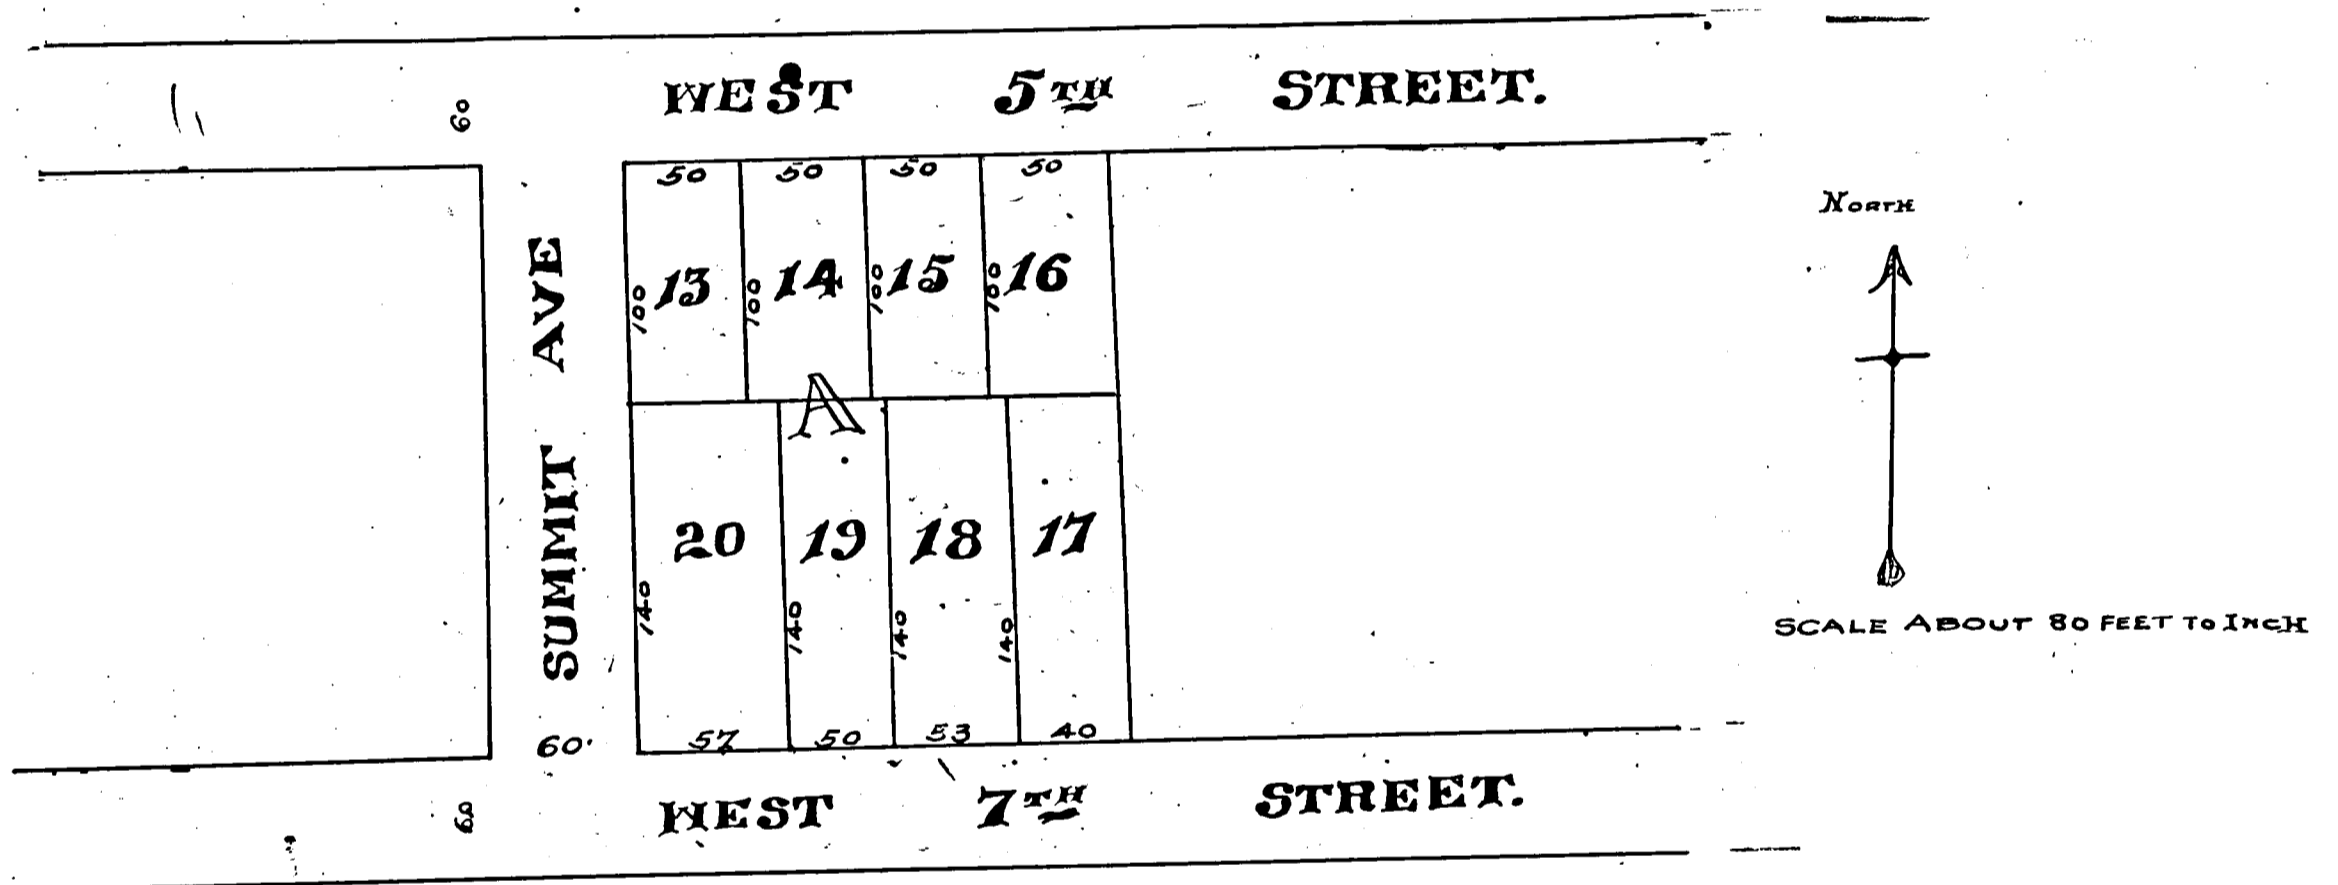 WEST 5TH STREET.
60
50 50 50 50
NORTH
13 14 15 16
100 100 100 100
SUMMIT AVE
A
20 19 18 17
140 140 140 140
SCALE ABOUT 80 FEET TO INCH
60'
57 50 53 40
60
WEST 7TH STREET.